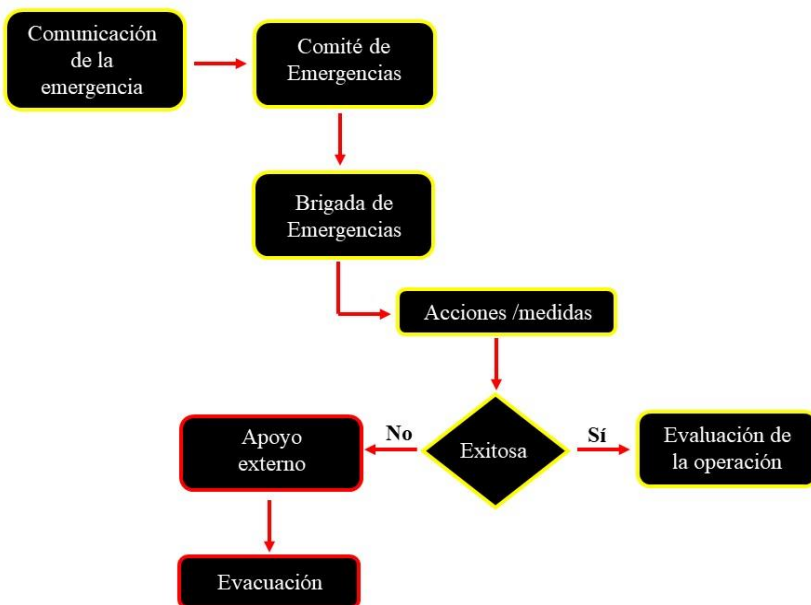 Comunicación
de la
emergencia
Comité de
Emergencias
Brigada de
Emergencias
Acciones /medidas
Exitosa
No
Sí
Apoyo
externo
Evaluación de
la operación
Evacuación